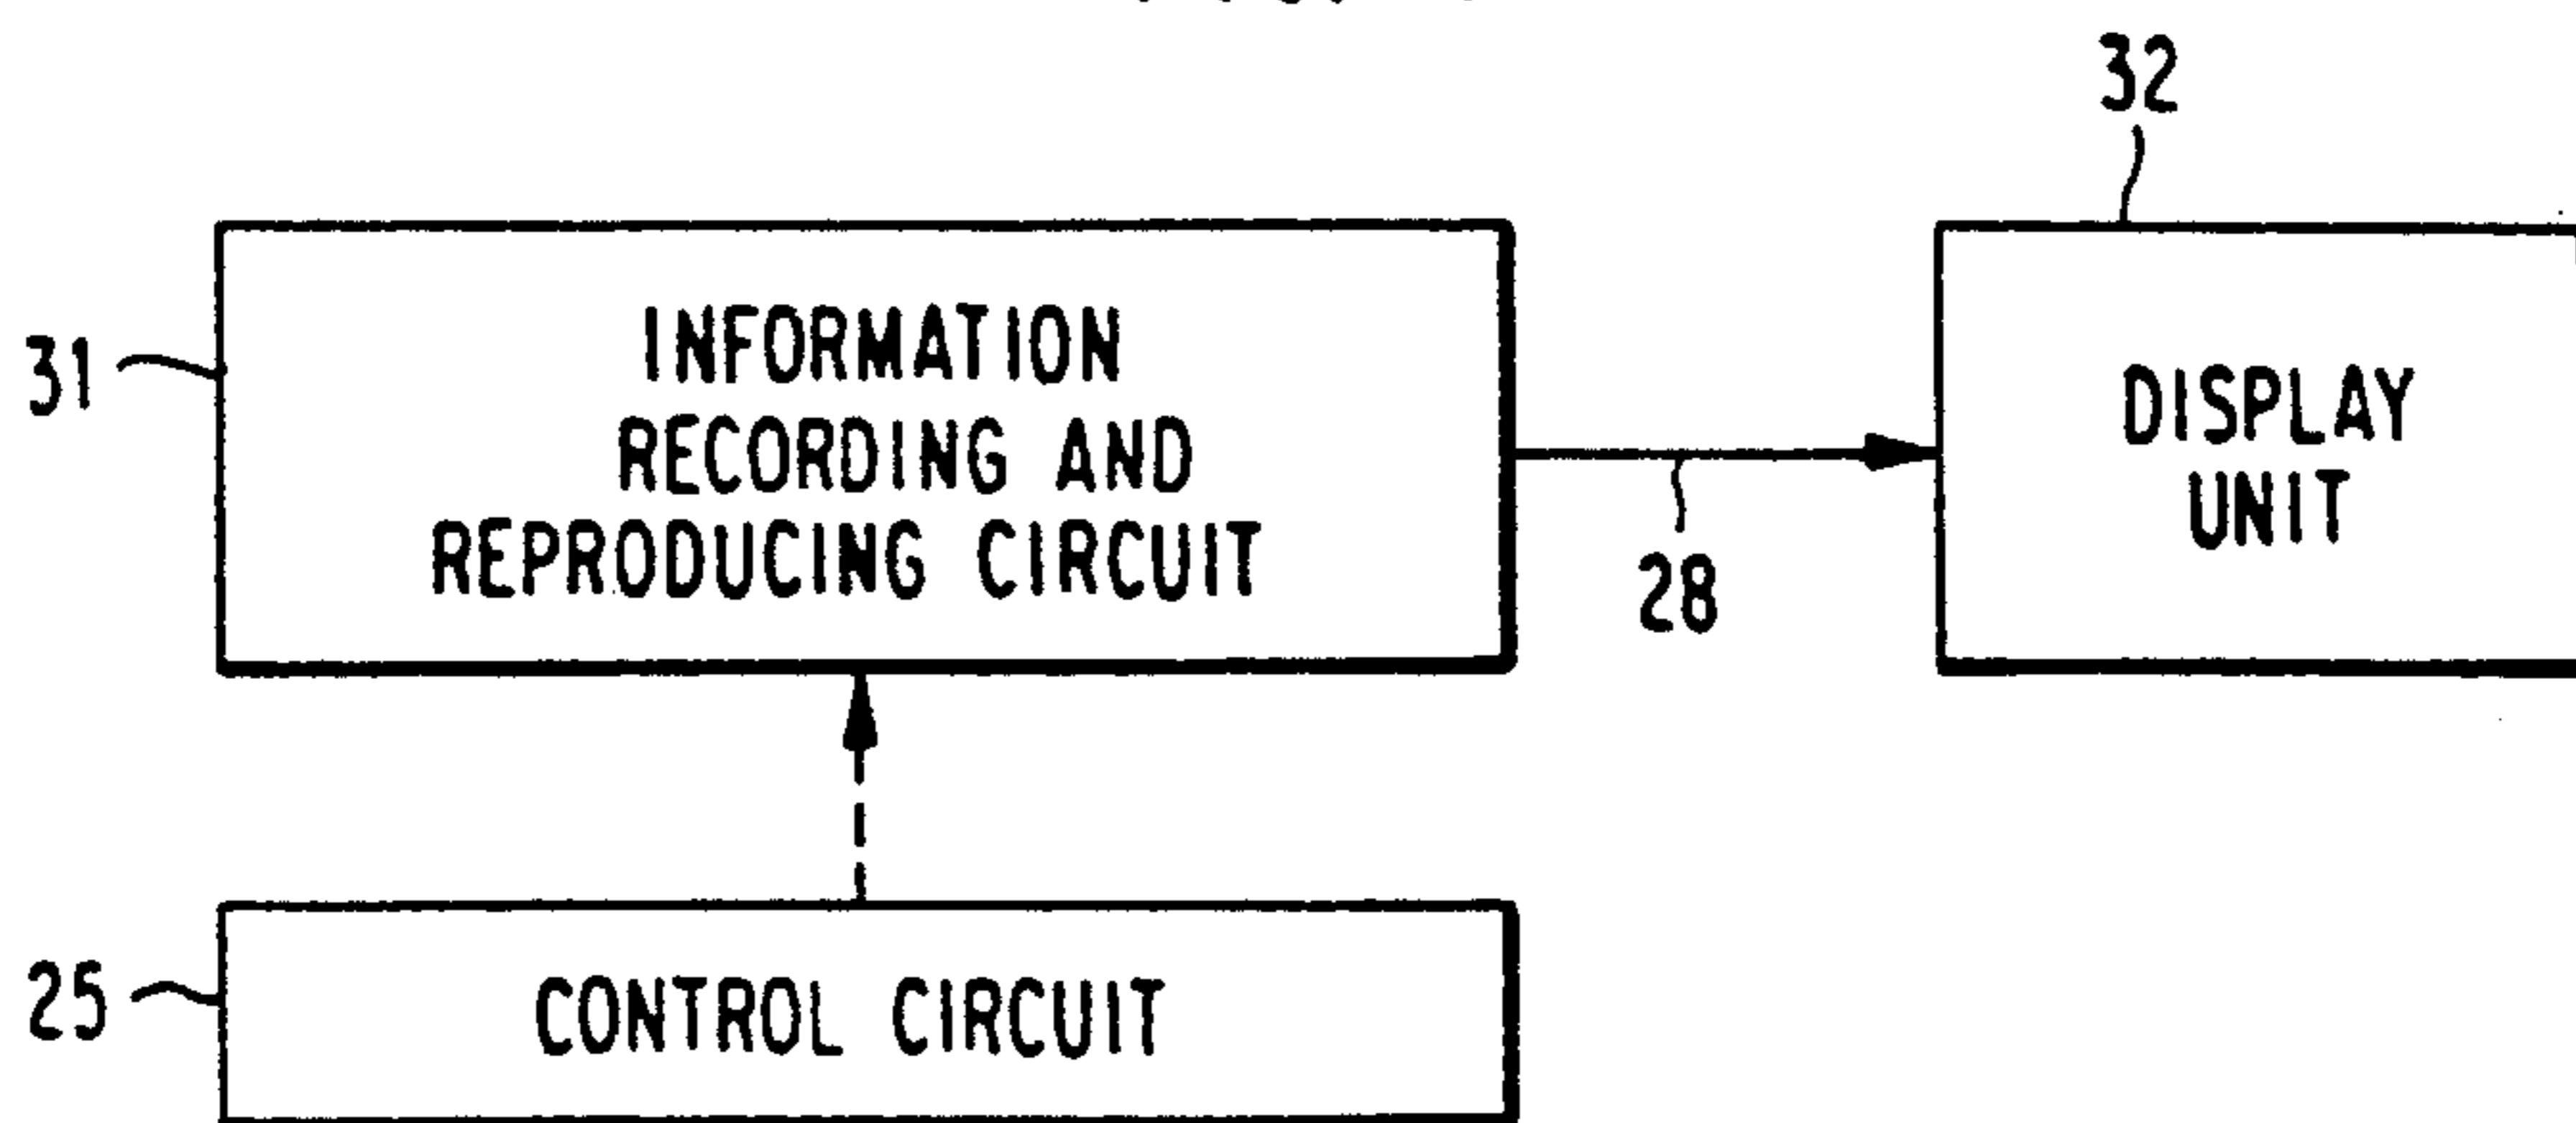 32
31
INFORMATION
RECORDING AND
REPRODUCING CIRCUIT
DISPLAY
UNIT
28
25
CONTROL CIRCUIT